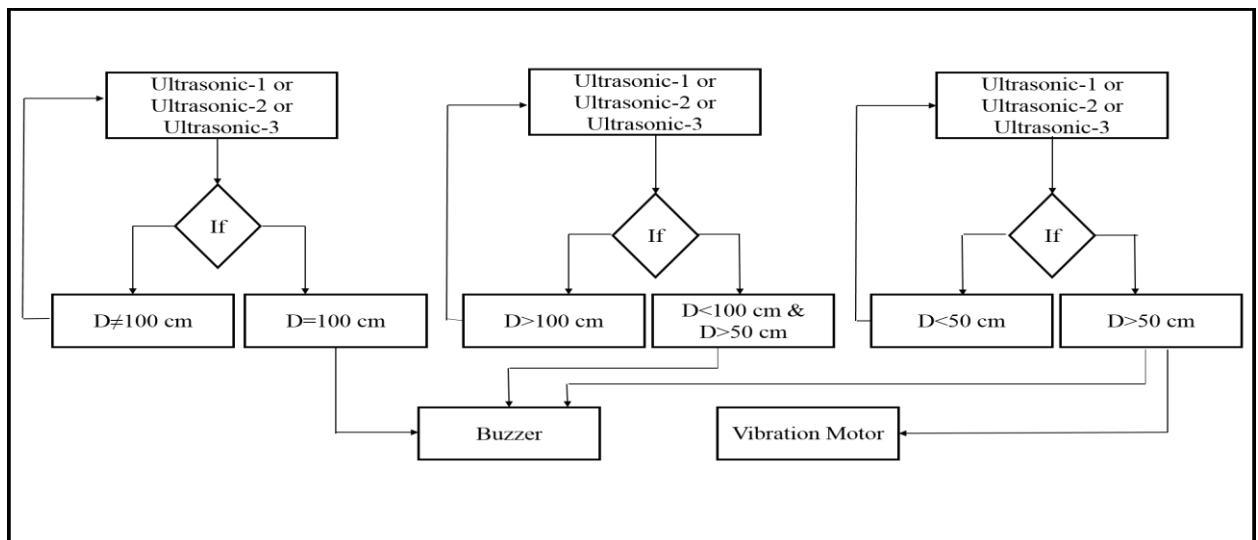 Ultrasonic-1 or
Ultrasonic-2 or
Ultrasonic-3
Ultrasonic-1 or
Ultrasonic-2 or
Ultrasonic-3
Ultrasonic-1 or
Ultrasonic-2 or
Ultrasonic-3
If
If
If
D≠100 cm
D=100 cm
D>100 cm
D<100 cm &
D>50 cm
D<50 cm
D>50 cm
Buzzer
Vibration Motor